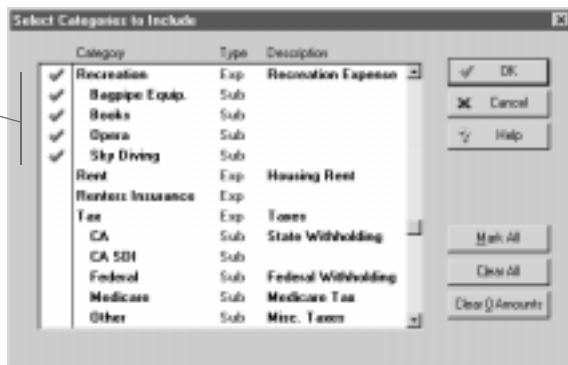 Select Categories to Include
Category Type Description
Recreation Exp Recreation Expense
Bagpipe Equip. Sub
Books Sub
Opera Sub
Sky Diving Sub
Rent Exp Housing Rent
Renters Insurance Exp
Tax Exp Taxes
CA Sub State Withholding
CA SDI Sub
Federal Sub Federal Withholding
Medicare Sub Medicare Tax
Other Sub Misc. Taxes
OK
Cancel
Help
Mark All
Clear All
Clear 0 Amounts